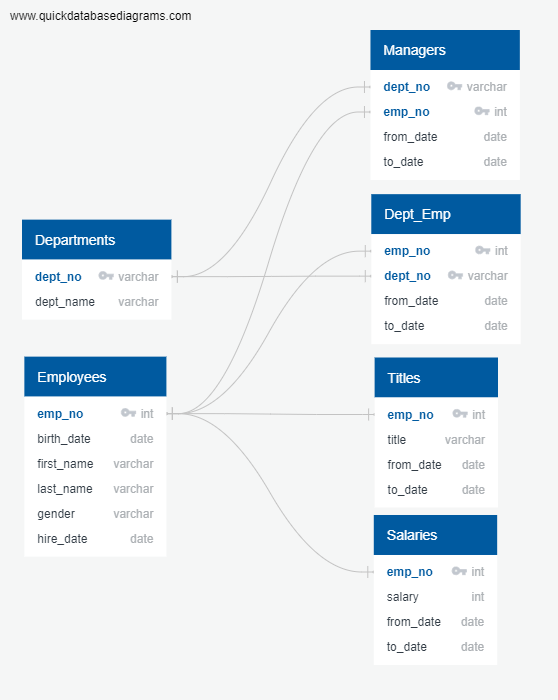 www.quickdatabasediagrams.com
Managers
dept_no varchar
emp_no int
from_date date
to_date date
Dept_Emp
emp_no int
dept_no varchar
from_date date
to_date date
Departments
dept_no varchar
dept_name varchar
Employees
emp_no int
birth_date date
first_name varchar
last_name varchar
gender varchar
hire_date date
Titles
emp_no int
title varchar
from_date date
to_date date
Salaries
emp_no int
salary int
from_date date
to_date date